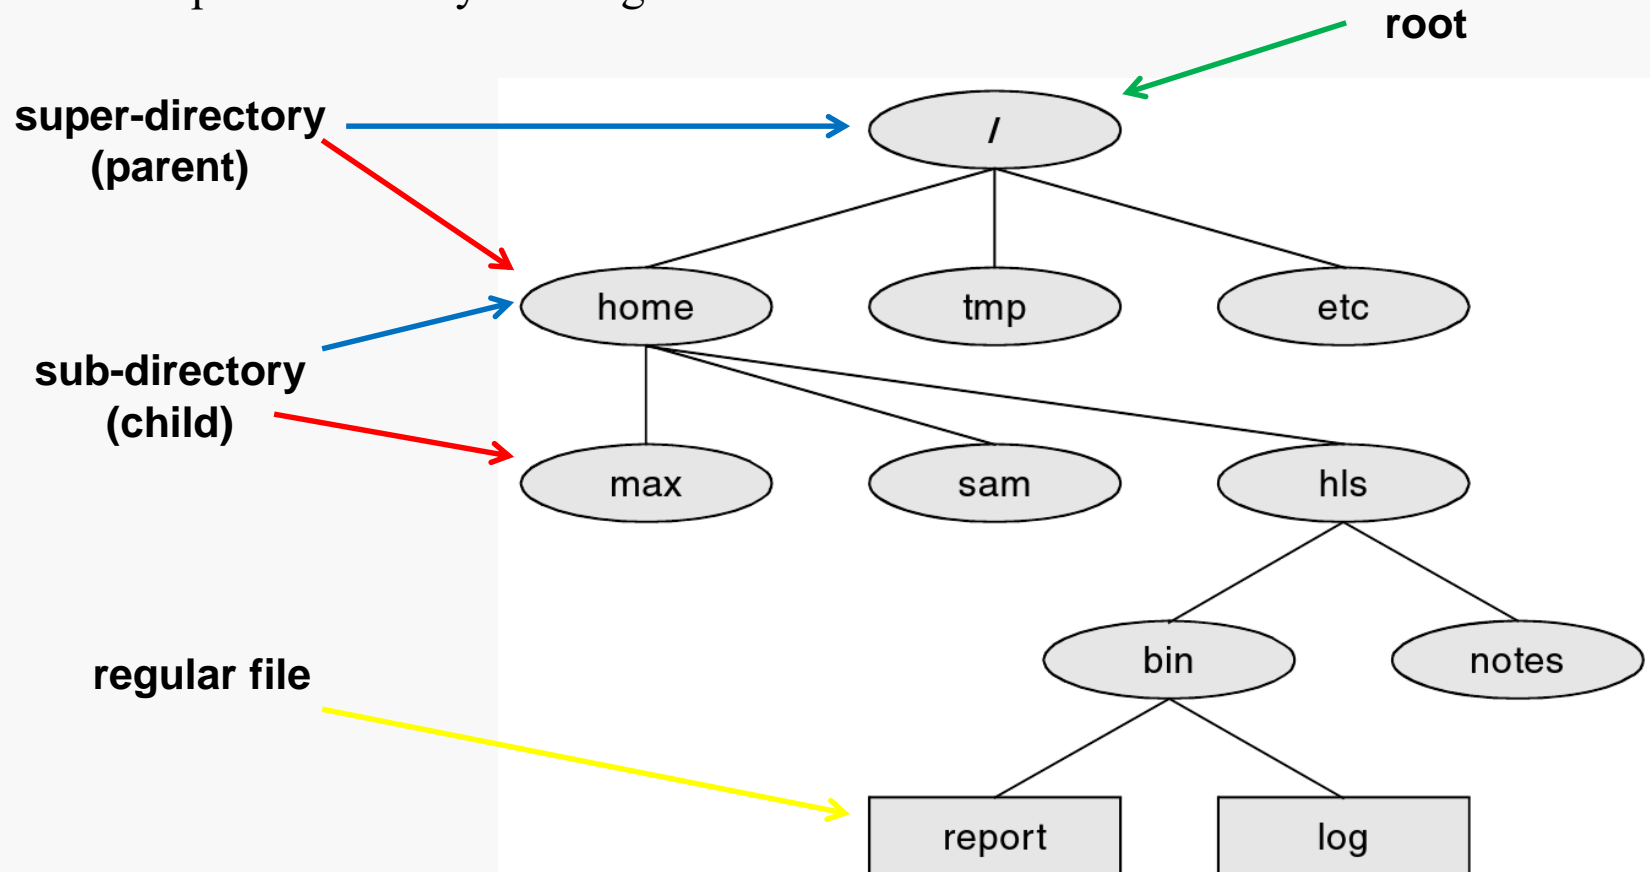 root
super-directory
(parent)
/
home
tmp
etc
sub-directory
(child)
max
sam
hls
bin
notes
regular file
report
log